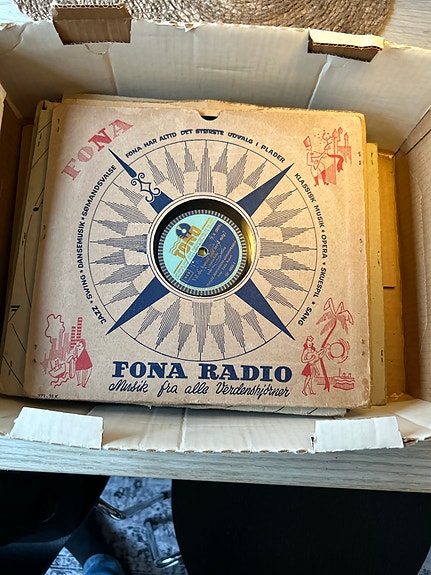 FONA
FONA HAR ALTID DET STØRSTE UDVALG I PLADER
JAZZ • SWING • DANSEMUSIK • SØMANDSVALSE
KLASSISK MUSIK • OPERA • SKUESPIL • SANG
TONO
FONA RADIO
Musik fra alle Verdenshjørner